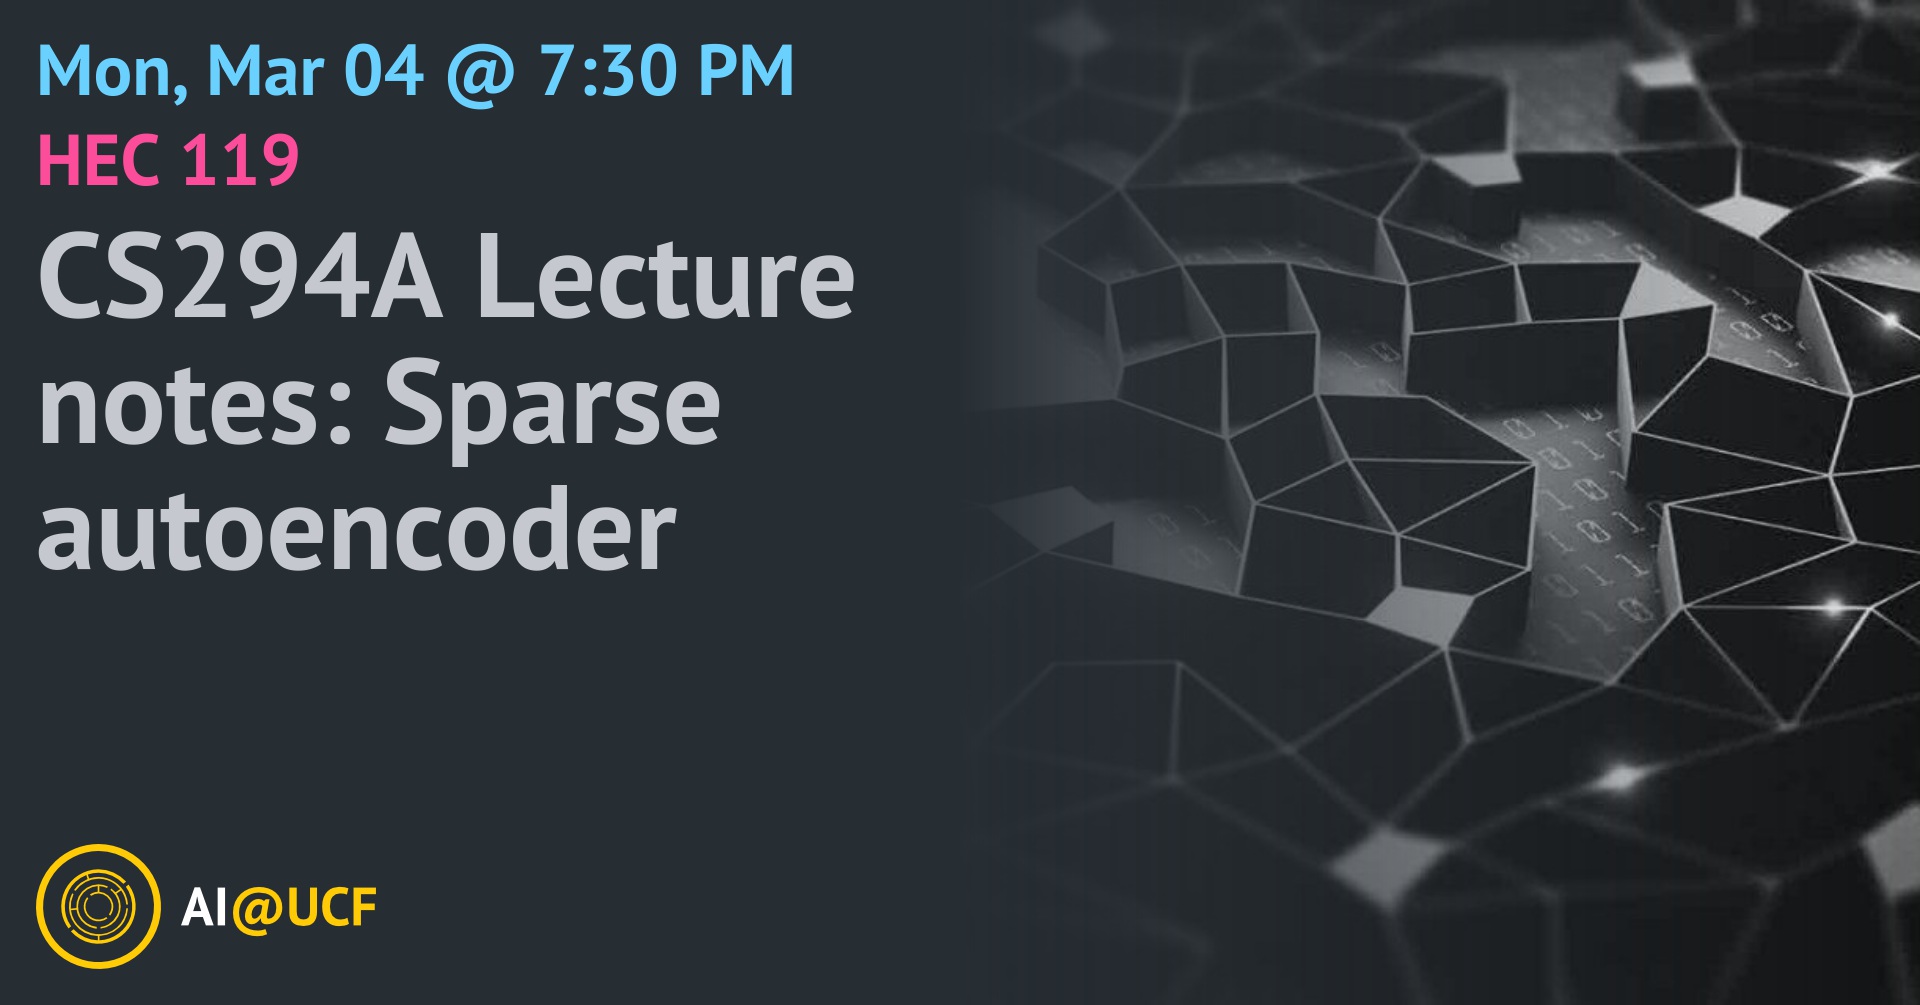 Mon, Mar 04 @ 7:30 PM
HEC 119
CS294A Lecture
notes: Sparse
autoencoder
AI@UCF